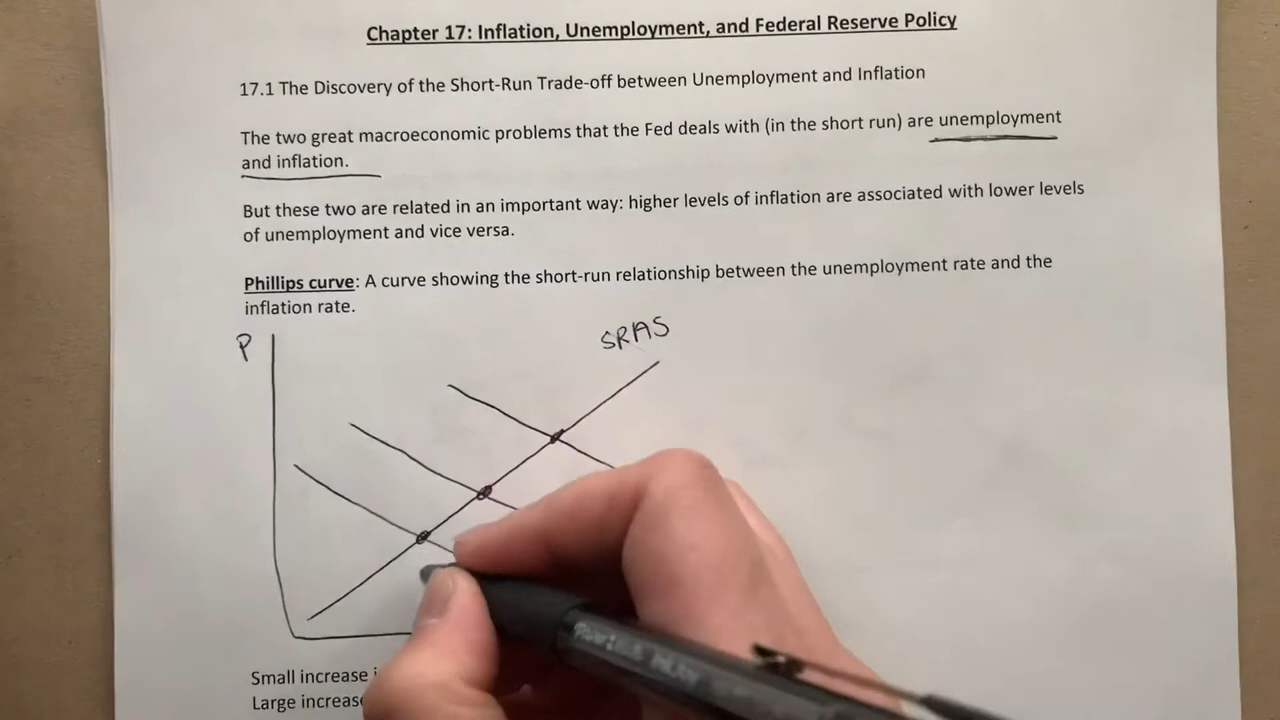 Chapter 17: Inflation, Unemployment, and Federal Reserve Policy
17.1 The Discovery of the Short-Run Trade-off between Unemployment and Inflation
The two great macroeconomic problems that the Fed deals with (in the short run) are unemployment
and inflation.
But these two are related in an important way: higher levels of inflation are associated with lower levels
of unemployment and vice versa.
Phillips curve: A curve showing the short-run relationship between the unemployment rate and the
inflation rate.
P
SRAS
Small increase
Large increase